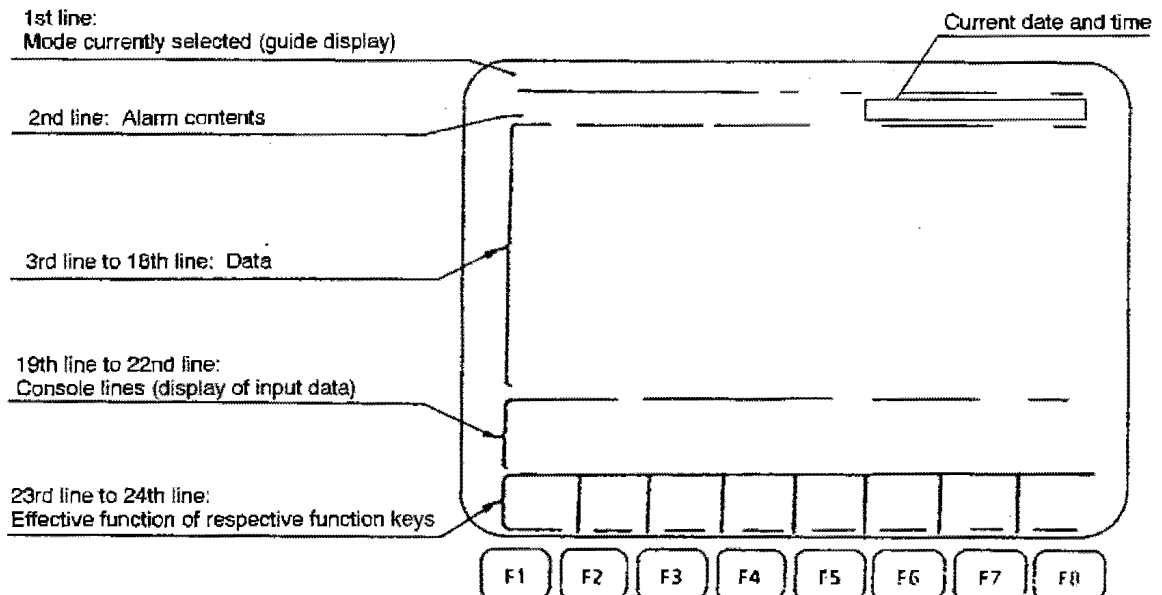 1st line:
Mode currently selected (guide display)
Current date and time
2nd line: Alarm contents
3rd line to 18th line: Data
19th line to 22nd line:
Console lines (display of input data)
23rd line to 24th line:
Effective function of respective function keys
F1 F2 F3 F4 F5 F6 F7 F8